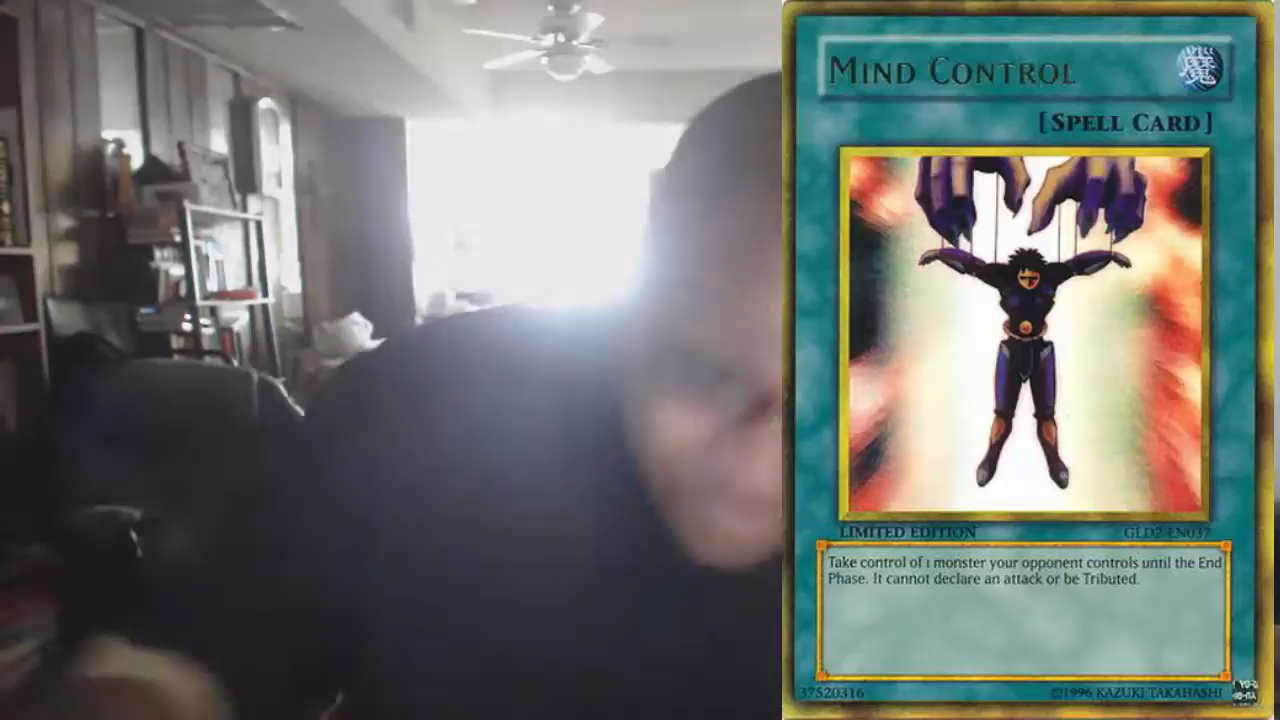 MIND CONTROL
魔
[SPELL CARD]
LIMITED EDITION GLD2-EN037
Take control of 1 monster your opponent controls until the End
Phase. It cannot declare an attack or be Tributed.
37520316 ©1996 KAZUKI TAKAHASHI